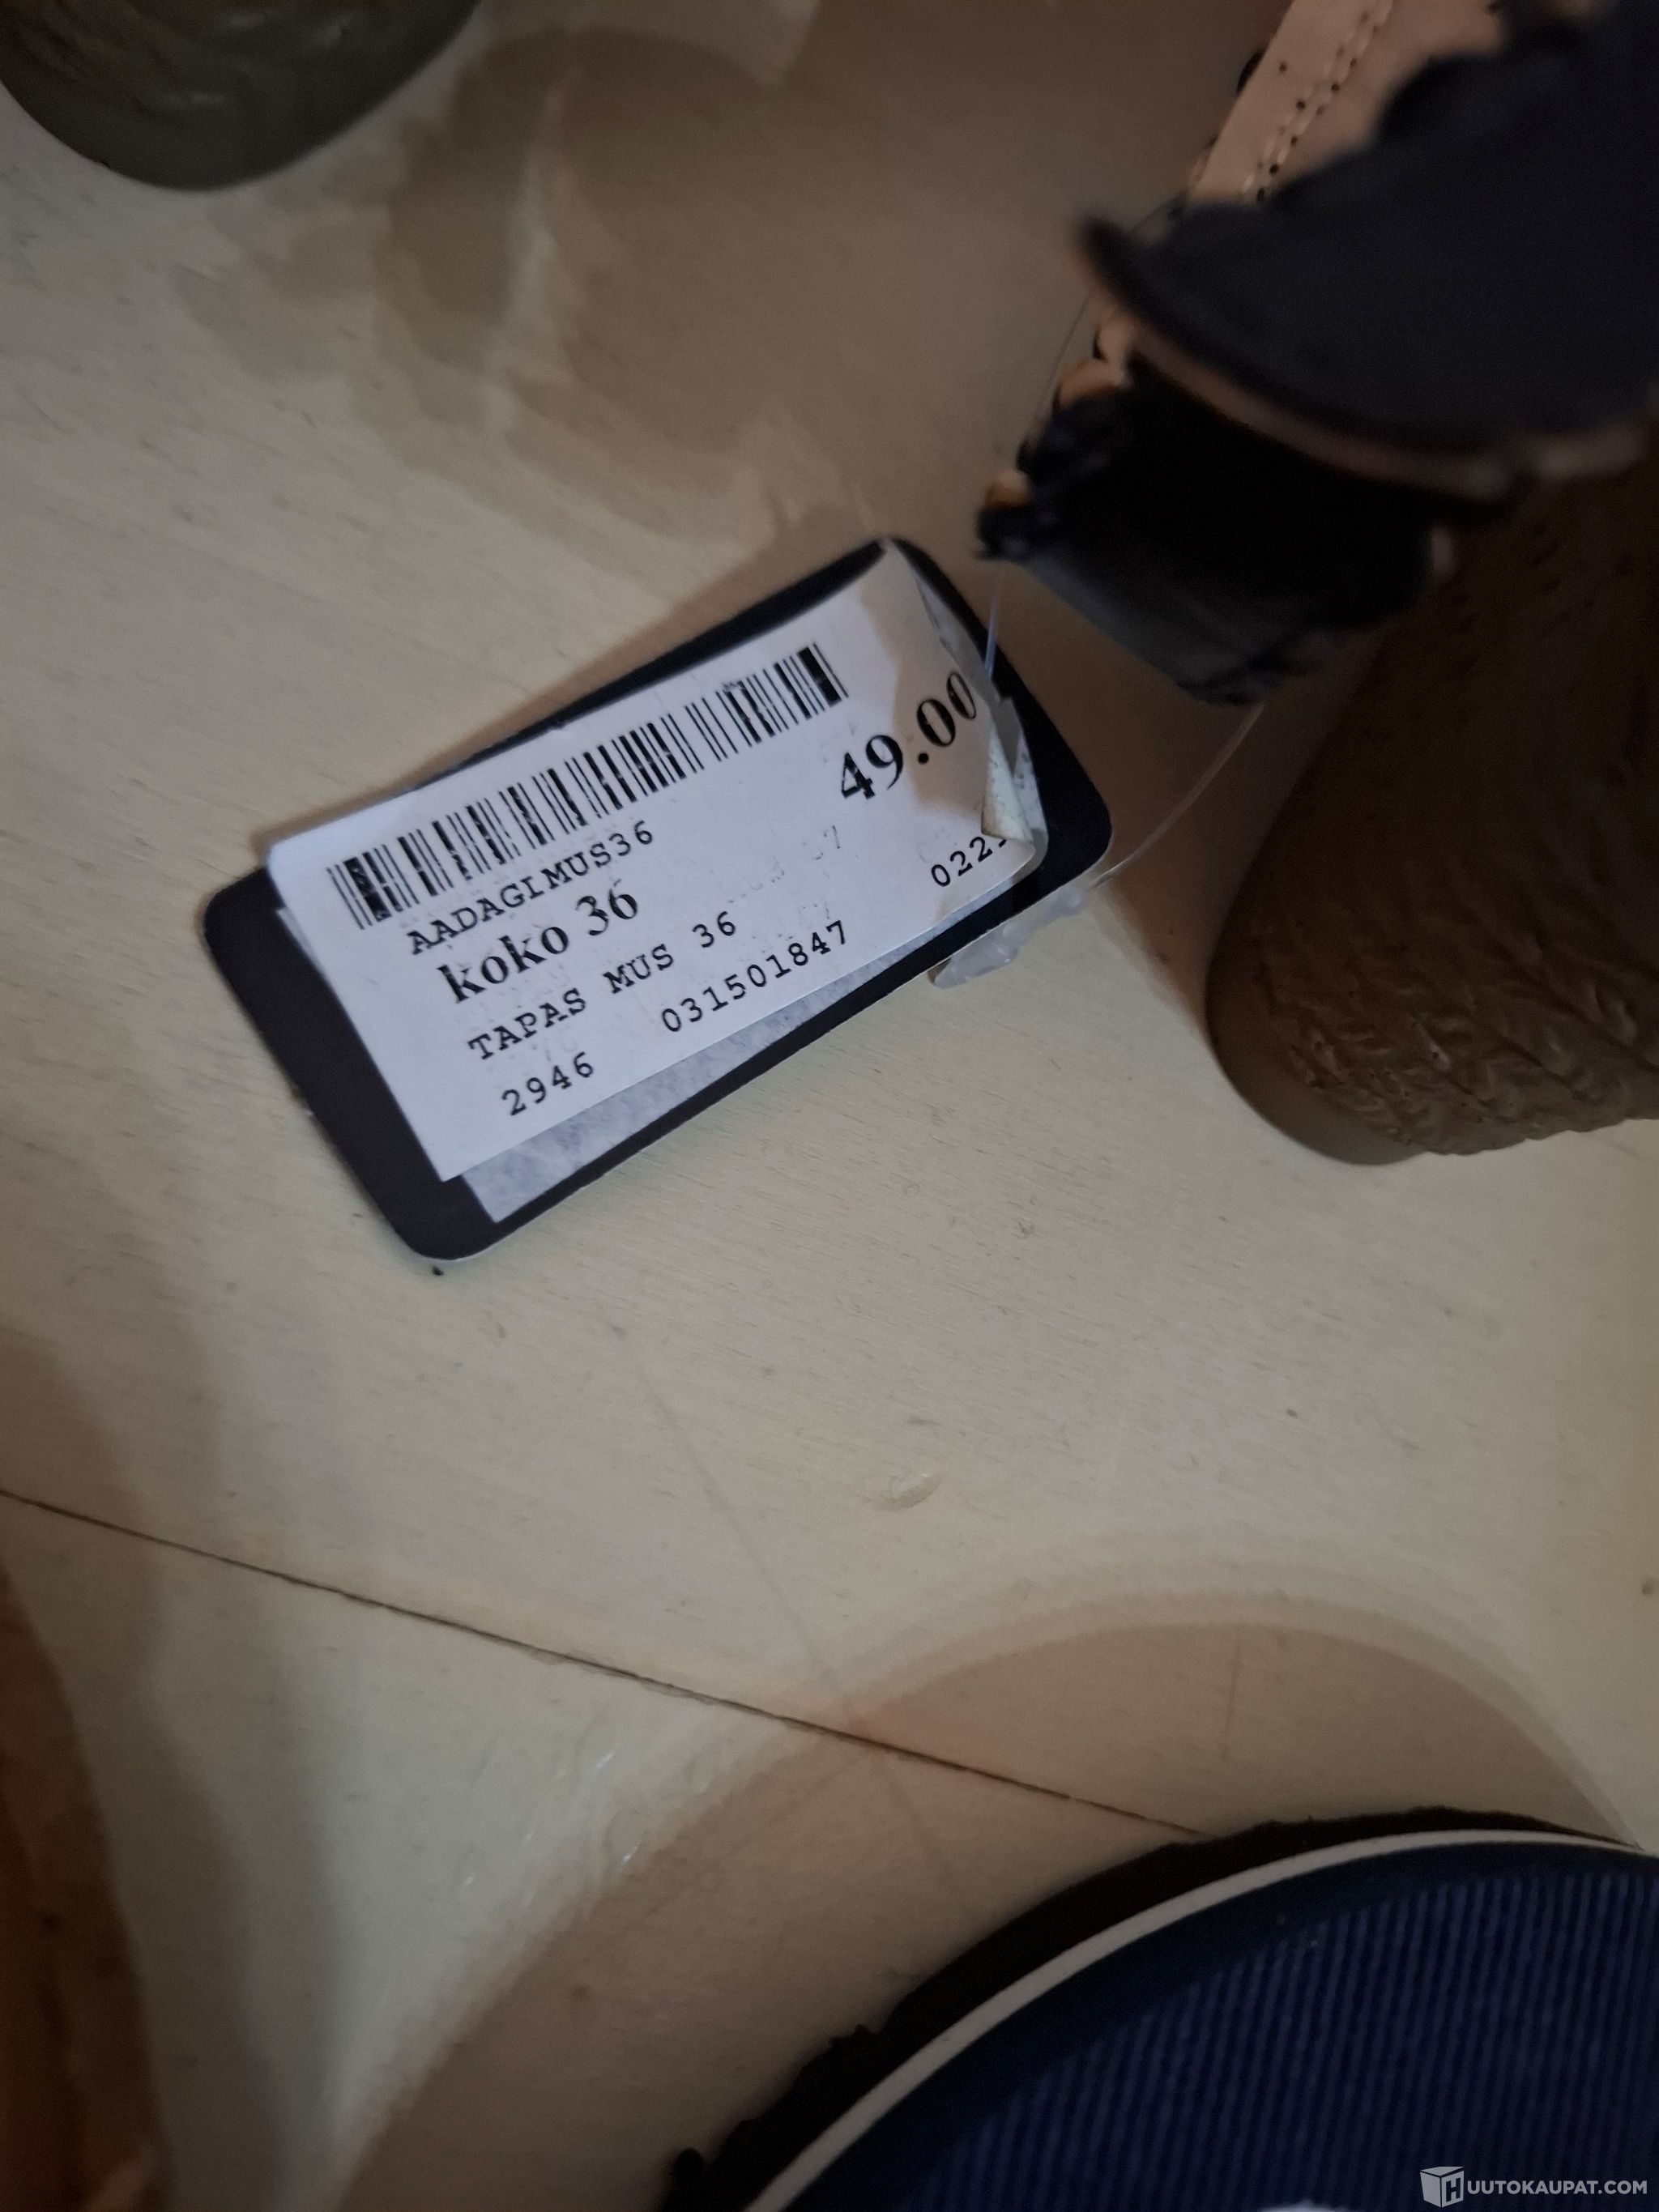 49.00
AADAGIMUS36
koko 36
TAPAS MUS 36
031501847
2946
HUUTOKAUPAT.COM